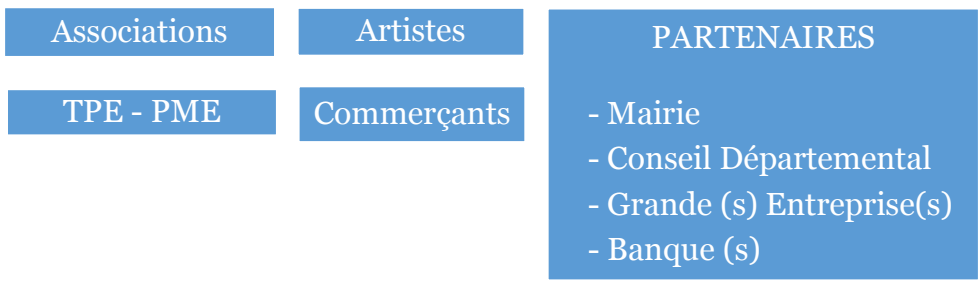 Associations
Artistes
TPE - PME
Commerçants
PARTENAIRES
- Mairie
- Conseil Départemental
- Grande (s) Entreprise(s)
- Banque (s)